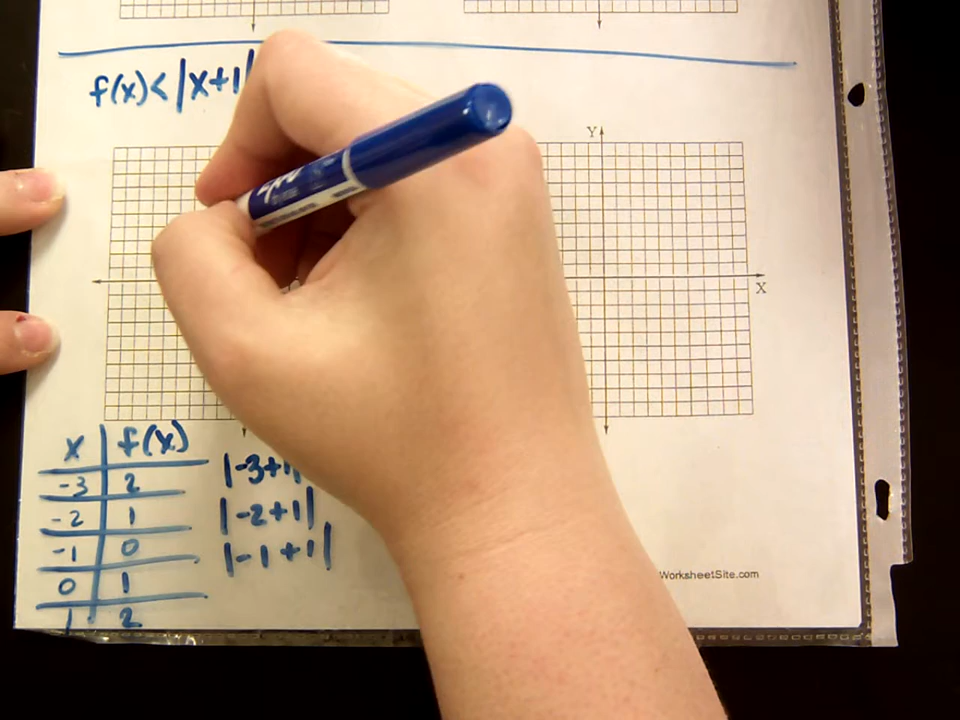 f(x)<|x+1|
Y
X
x f(x)
-3 2
-2 1
-1 0
0 1
1 2
|-3+1|
|-2+1|
|-1+1|
WorksheetSite.com